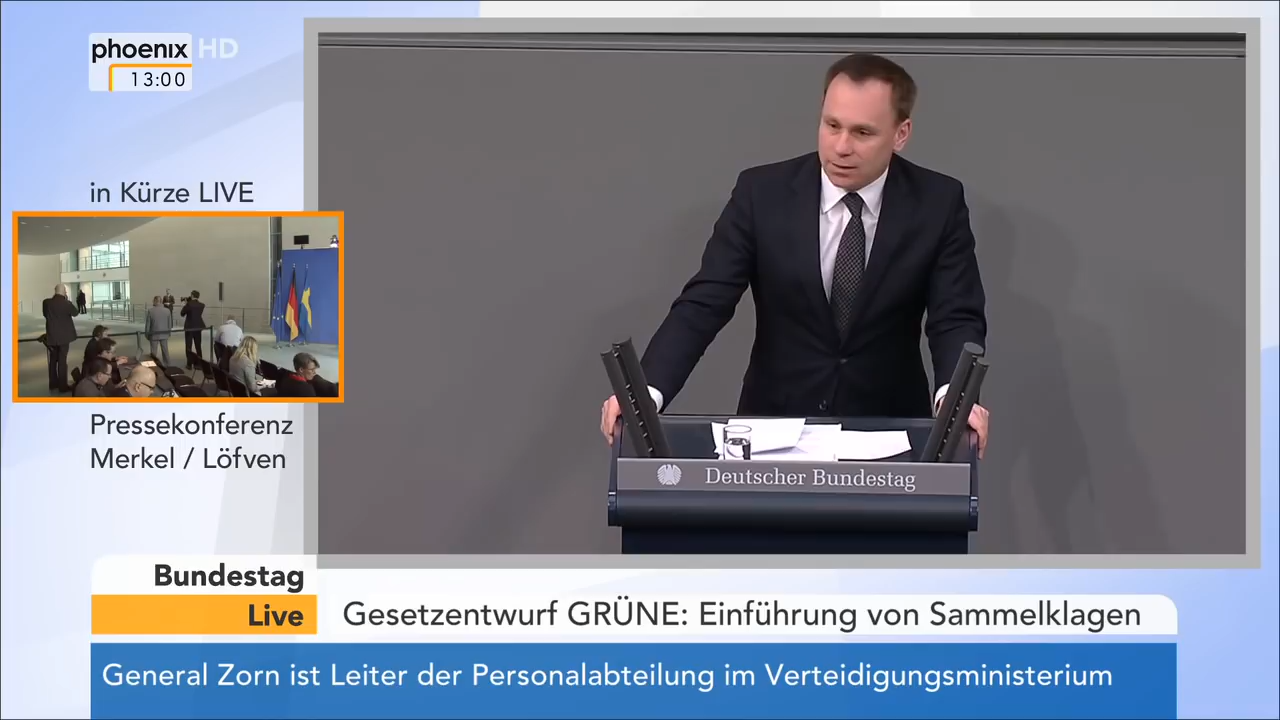 phoenix HD
13:00
in Kürze LIVE
Pressekonferenz
Merkel / Löfven
Deutscher Bundestag
Bundestag
Live
Gesetzentwurf GRÜNE: Einführung von Sammelklagen
General Zorn ist Leiter der Personalabteilung im Verteidigungsministerium